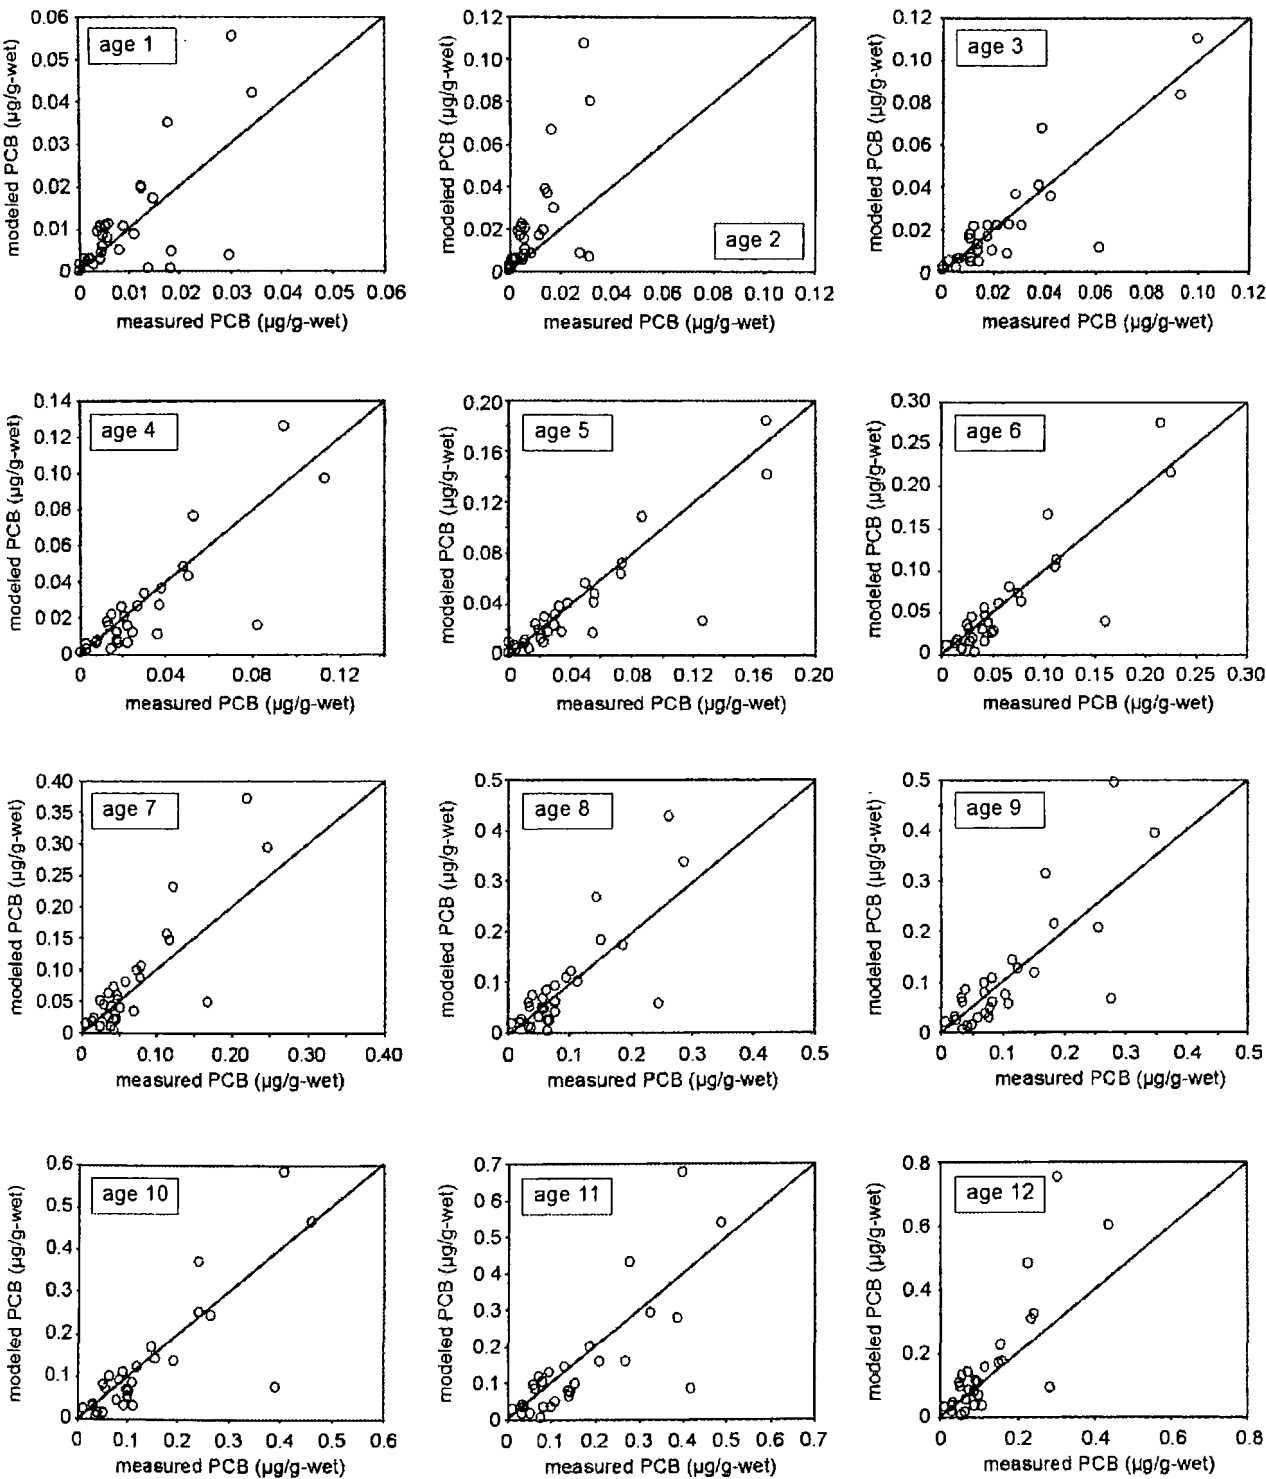 age 1
modeled PCB (µg/g-wet)
0.06
0.05
0.04
0.03
0.02
0.01
0
0 0.01 0.02 0.03 0.04 0.05 0.06
measured PCB (µg/g-wet)
age 2
modeled PCB (µg/g-wet)
0.12
0.10
0.08
0.06
0.04
0.02
0
0 0.02 0.04 0.06 0.08 0.10 0.12
measured PCB (µg/g-wet)
age 3
modeled PCB (µg/g-wet)
0.12
0.10
0.08
0.06
0.04
0.02
0
0 0.02 0.04 0.06 0.08 0.10 0.12
measured PCB (µg/g-wet)
age 4
modeled PCB (µg/g-wet)
0.14
0.12
0.10
0.08
0.06
0.04
0.02
0
0 0.04 0.08 0.12
measured PCB (µg/g-wet)
age 5
modeled PCB (µg/g-wet)
0.20
0.16
0.12
0.08
0.04
0
0 0.04 0.08 0.12 0.16 0.20
measured PCB (µg/g-wet)
age 6
modeled PCB (µg/g-wet)
0.30
0.25
0.20
0.15
0.10
0.05
0
0 0.05 0.10 0.15 0.20 0.25 0.30
measured PCB (µg/g-wet)
age 7
modeled PCB (µg/g-wet)
0.40
0.35
0.30
0.25
0.20
0.15
0.10
0.05
0
0 0.10 0.20 0.30 0.40
measured PCB (µg/g-wet)
age 8
modeled PCB (µg/g-wet)
0.5
0.4
0.3
0.2
0.1
0
0 0.1 0.2 0.3 0.4 0.5
measured PCB (µg/g-wet)
age 9
modeled PCB (µg/g-wet)
0.5
0.4
0.3
0.2
0.1
0
0 0.1 0.2 0.3 0.4 0.5
measured PCB (µg/g-wet)
age 10
modeled PCB (µg/g-wet)
0.6
0.5
0.4
0.3
0.2
0.1
0
0 0.1 0.2 0.3 0.4 0.5 0.6
measured PCB (µg/g-wet)
age 11
modeled PCB (µg/g-wet)
0.7
0.6
0.5
0.4
0.3
0.2
0.1
0
0 0.1 0.2 0.3 0.4 0.5 0.6 0.7
measured PCB (µg/g-wet)
age 12
modeled PCB (µg/g-wet)
0.8
0.6
0.4
0.2
0
0 0.2 0.4 0.6 0.8
measured PCB (µg/g-wet)